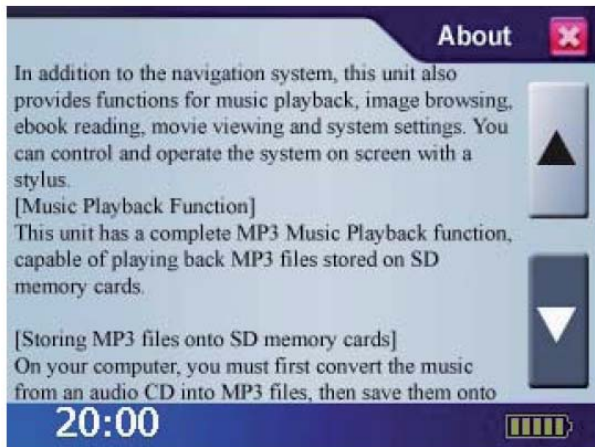 About
In addition to the navigation system, this unit also
provides functions for music playback, image browsing,
ebook reading, movie viewing and system settings. You
can control and operate the system on screen with a
stylus.
[Music Playback Function]
This unit has a complete MP3 Music Playback function,
capable of playing back MP3 files stored on SD
memory cards.
[Storing MP3 files onto SD memory cards]
On your computer, you must first convert the music
from an audio CD into MP3 files, then save them onto
20:00